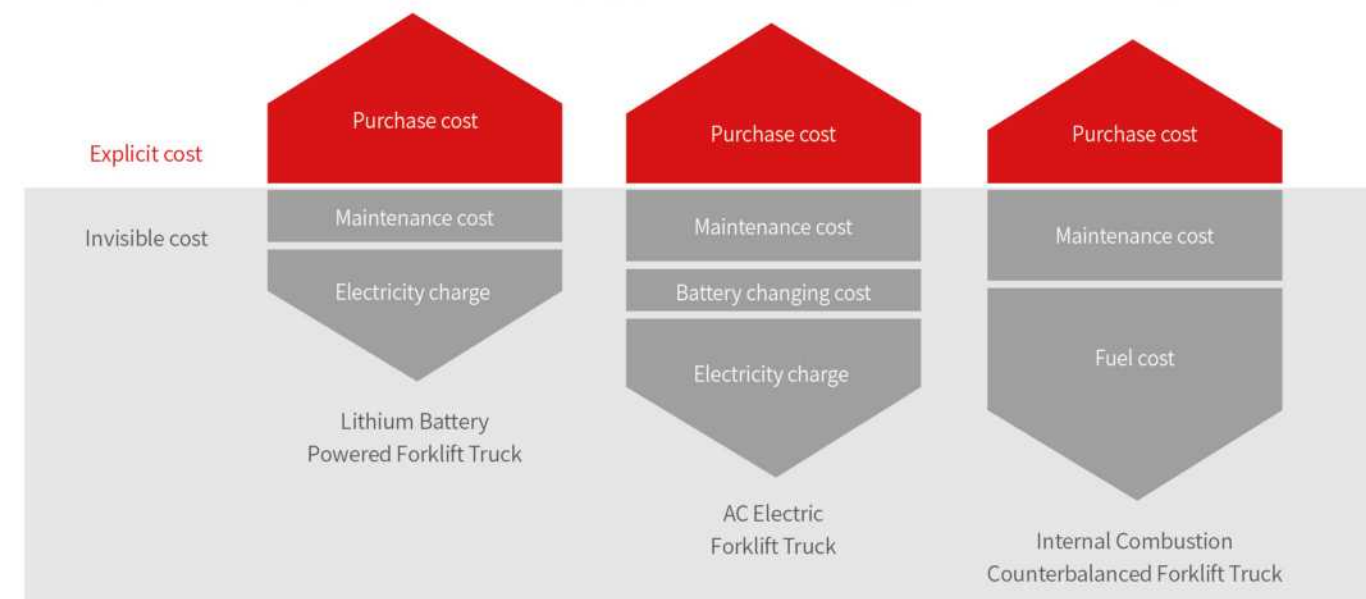 Explicit cost
Invisible cost
Purchase cost
Maintenance cost
Electricity charge
Lithium Battery
Powered Forklift Truck
Purchase cost
Maintenance cost
Battery changing cost
Electricity charge
AC Electric
Forklift Truck
Purchase cost
Maintenance cost
Fuel cost
Internal Combustion
Counterbalanced Forklift Truck